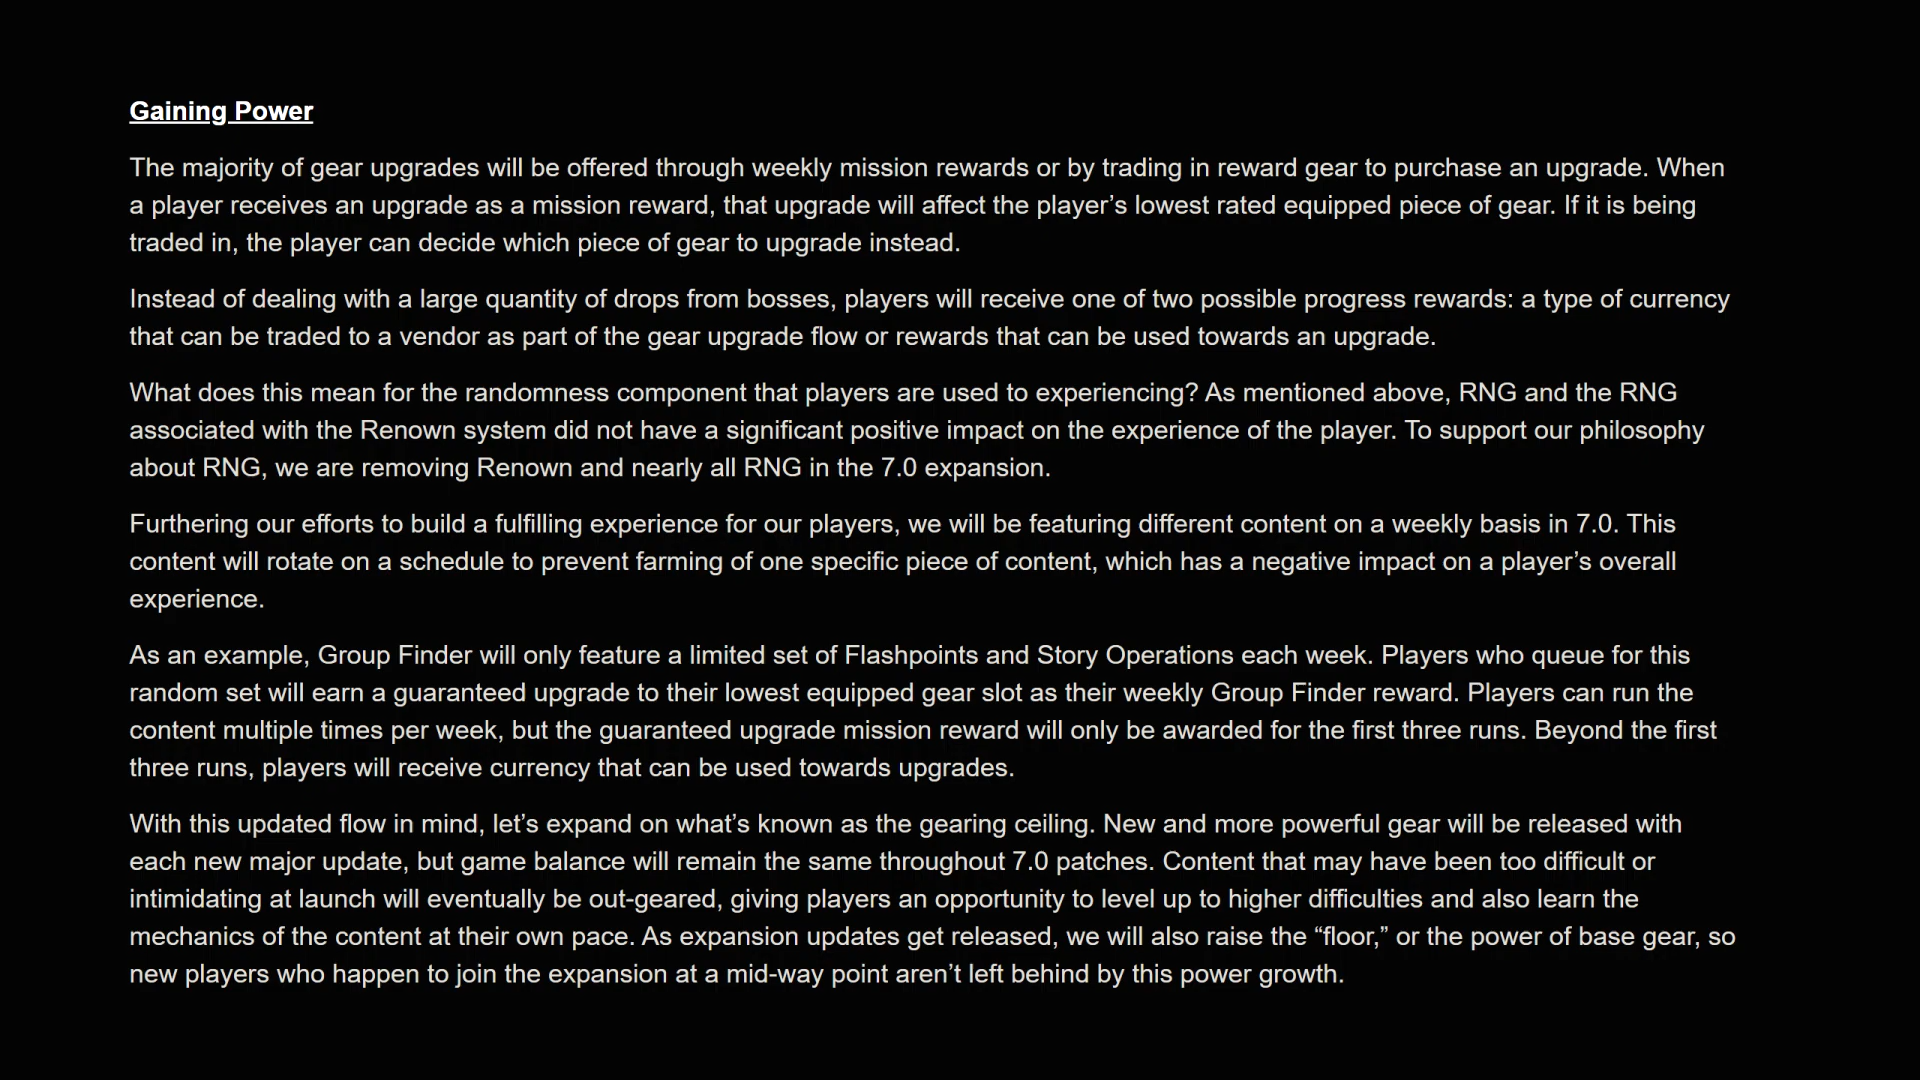 Gaining Power
The majority of gear upgrades will be offered through weekly mission rewards or by trading in reward gear to purchase an upgrade. When
a player receives an upgrade as a mission reward, that upgrade will affect the player’s lowest rated equipped piece of gear. If it is being
traded in, the player can decide which piece of gear to upgrade instead.
Instead of dealing with a large quantity of drops from bosses, players will receive one of two possible progress rewards: a type of currency
that can be traded to a vendor as part of the gear upgrade flow or rewards that can be used towards an upgrade.
What does this mean for the randomness component that players are used to experiencing? As mentioned above, RNG and the RNG
associated with the Renown system did not have a significant positive impact on the experience of the player. To support our philosophy
about RNG, we are removing Renown and nearly all RNG in the 7.0 expansion.
Furthering our efforts to build a fulfilling experience for our players, we will be featuring different content on a weekly basis in 7.0. This
content will rotate on a schedule to prevent farming of one specific piece of content, which has a negative impact on a player’s overall
experience.
As an example, Group Finder will only feature a limited set of Flashpoints and Story Operations each week. Players who queue for this
random set will earn a guaranteed upgrade to their lowest equipped gear slot as their weekly Group Finder reward. Players can run the
content multiple times per week, but the guaranteed upgrade mission reward will only be awarded for the first three runs. Beyond the first
three runs, players will receive currency that can be used towards upgrades.
With this updated flow in mind, let’s expand on what’s known as the gearing ceiling. New and more powerful gear will be released with
each new major update, but game balance will remain the same throughout 7.0 patches. Content that may have been too difficult or
intimidating at launch will eventually be out-geared, giving players an opportunity to level up to higher difficulties and also learn the
mechanics of the content at their own pace. As expansion updates get released, we will also raise the “floor,” or the power of base gear, so
new players who happen to join the expansion at a mid-way point aren’t left behind by this power growth.